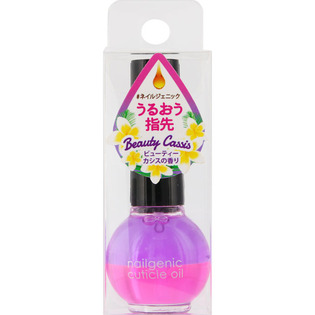 #ネイルジェニック
うるおう
指先
Beauty Cassis
ビューティー
カシスの香り
nailgenic
cuticle oil